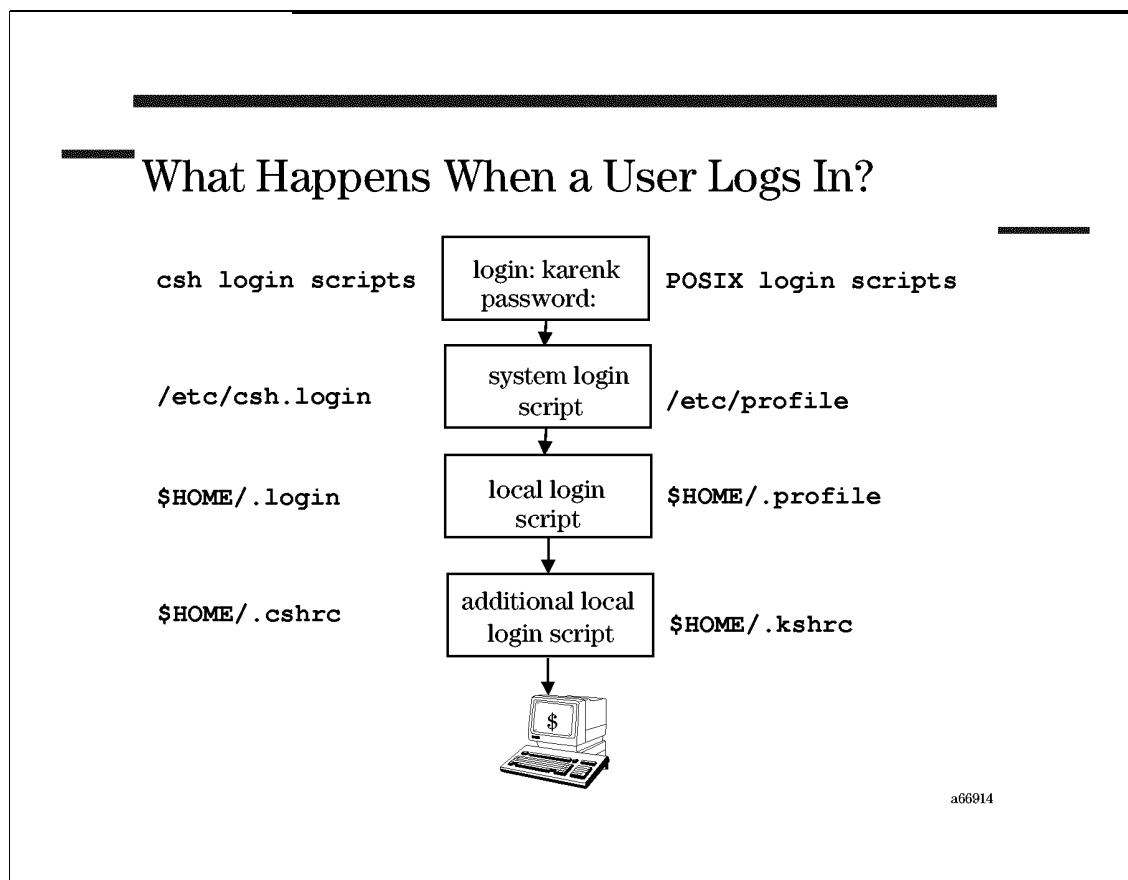 What Happens When a User Logs In?
csh login scripts
login: karenk
password:
POSIX login scripts
/etc/csh.login
system login
script
/etc/profile
$HOME/.login
local login
script
$HOME/.profile
$HOME/.cshrc
additional local
login script
$HOME/.kshrc
$
a66914